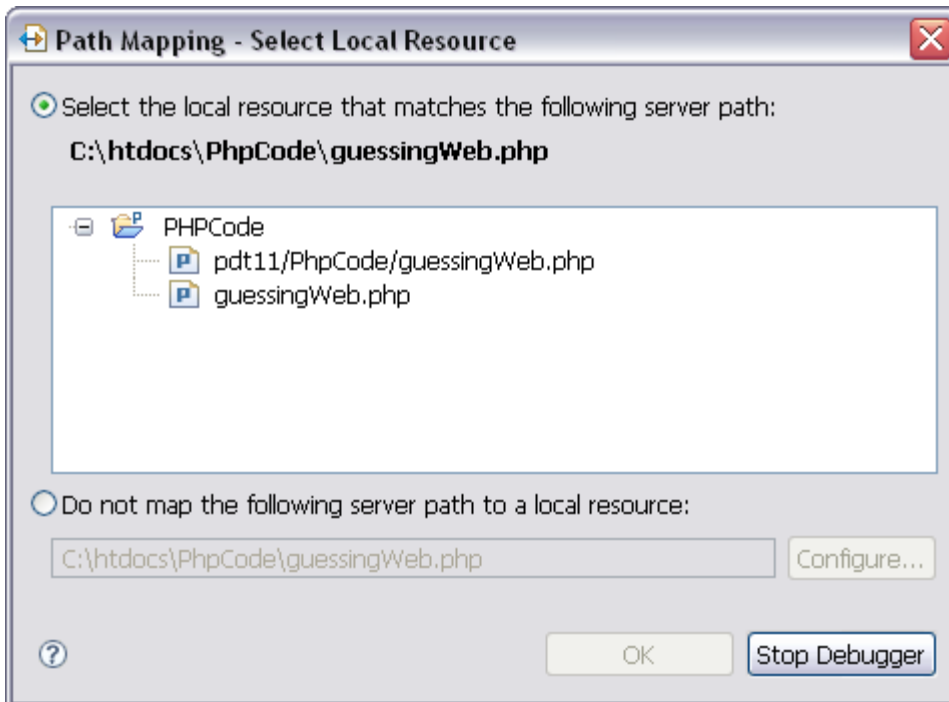 Path Mapping - Select Local Resource
Select the local resource that matches the following server path:
C:\htdocs\PhpCode\guessingWeb.php
PHPCode
pdt11/PhpCode/guessingWeb.php
guessingWeb.php
Do not map the following server path to a local resource:
C:\htdocs\PhpCode\guessingWeb.php
Configure...
OK
Stop Debugger